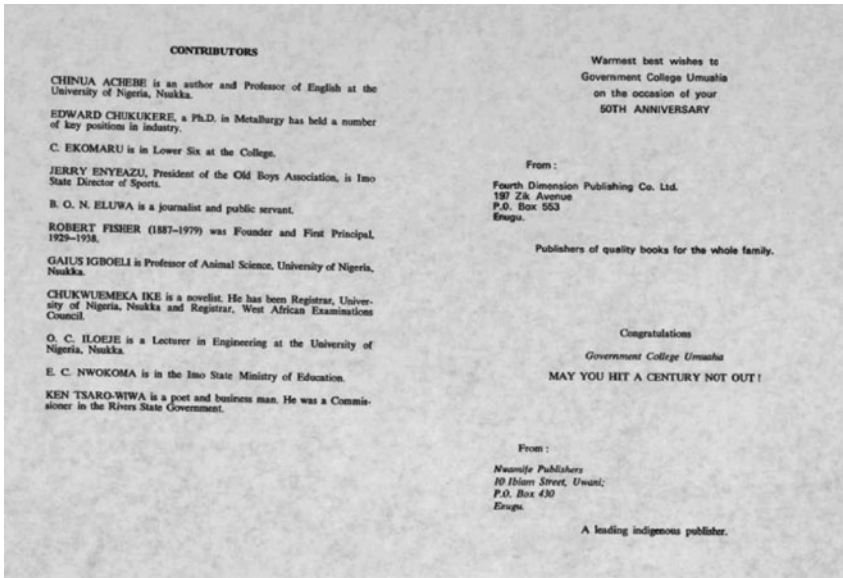 CONTRIBUTORS
CHINUA ACHEBE is an author and Professor of English at the
University of Nigeria, Nsukka.
EDWARD CHUKUKERE, a Ph.D. in Metallurgy has held a number
of key positions in industry.
C. EKOMARU is in Lower Six at the College.
JERRY ENYEAZU, President of the Old Boys Association, is Imo
State Director of Sports.
B. O. N. ELUWA is a journalist and public servant.
ROBERT FISHER (1887–1979) was Founder and First Principal,
1929–1938.
GAIUS IGBOELI is Professor of Animal Science, University of Nigeria,
Nsukka.
CHUKWUEMEKA IKE is a novelist. He has been Registrar, Univer-
sity of Nigeria, Nsukka and Registrar, West African Examinations
Council.
O. C. ILOEJE is a Lecturer in Engineering at the University of
Nigeria, Nsukka.
E. C. NWOKOMA is in the Imo State Ministry of Education.
KEN TSARO-WIWA is a poet and business man. He was a Commis-
sioner in the Rivers State Government.
Warmest best wishes to
Government College Umuahia
on the occasion of your
50TH ANNIVERSARY
From :
Fourth Dimension Publishing Co. Ltd.
197 Zik Avenue
P.O. Box 553
Enugu.
Publishers of quality books for the whole family.
Congratulations
Government College Umuahia
MAY YOU HIT A CENTURY NOT OUT !
From :
Nwamife Publishers
10 Ibiam Street, Uwani;
P.O. Box 430
Enugu.
A leading indigenous publisher.